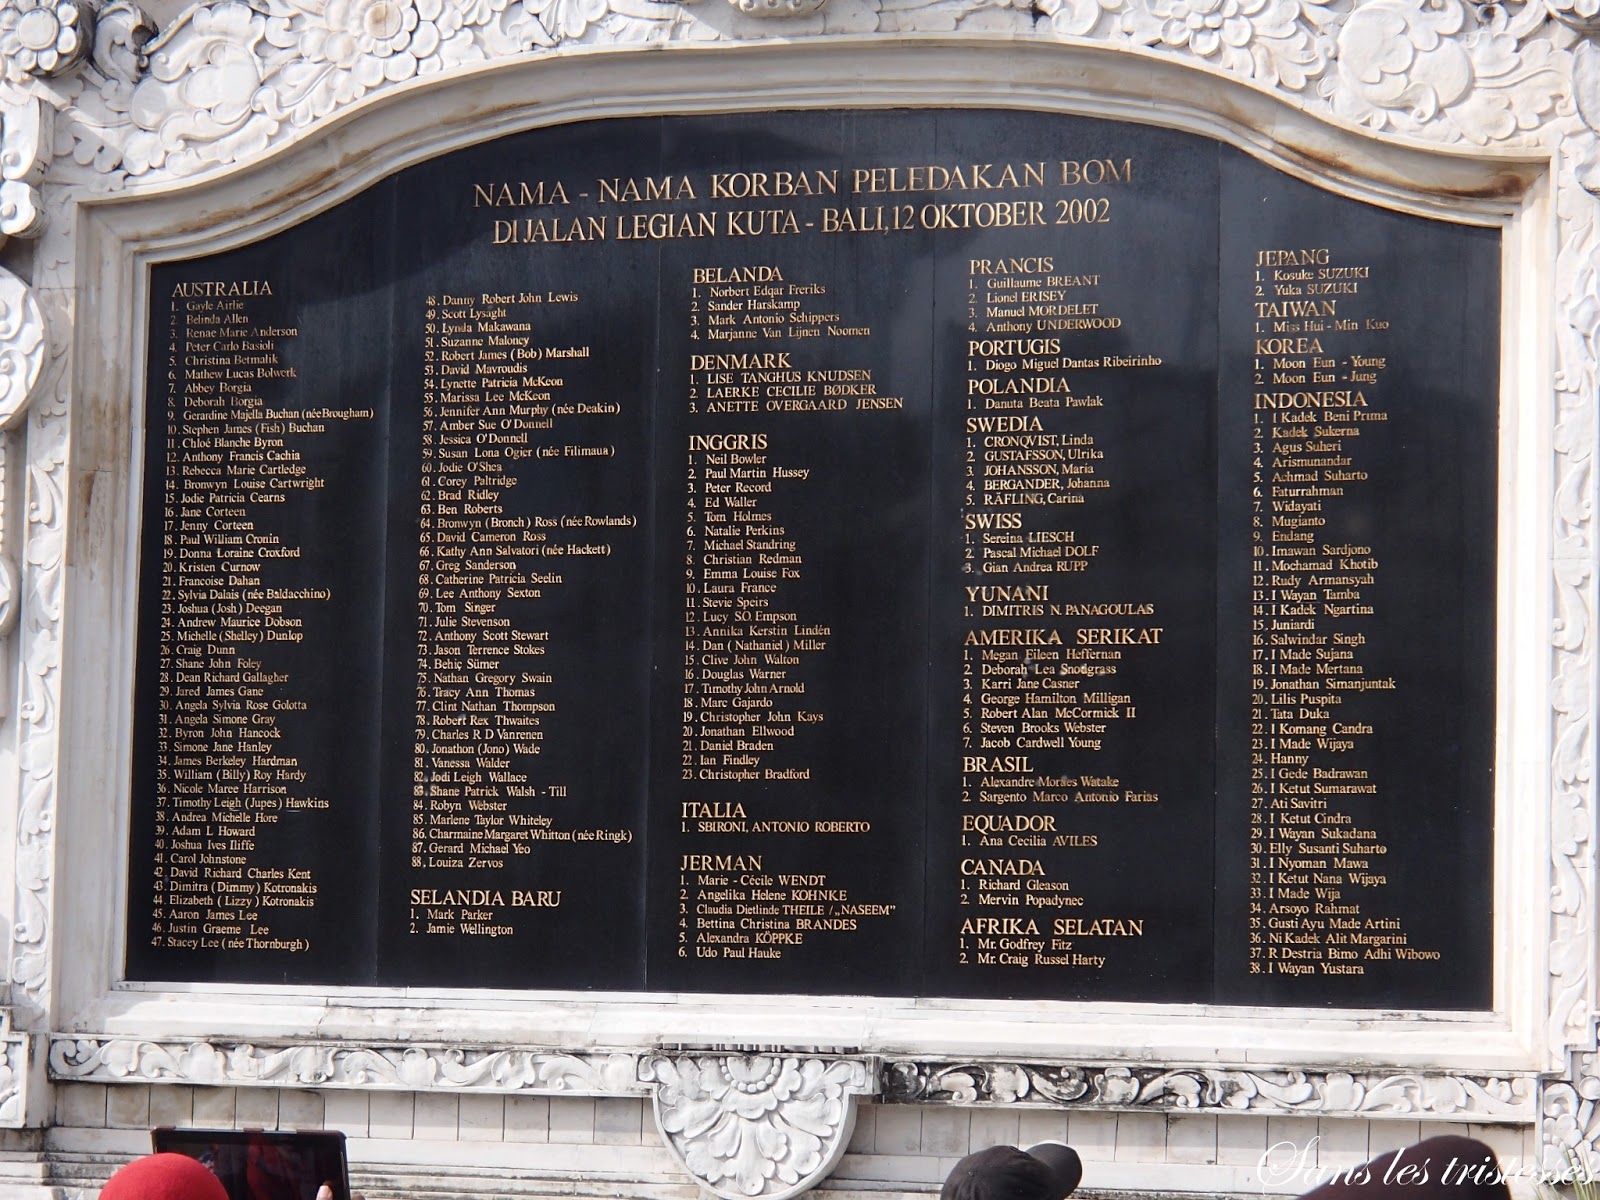 NAMA - NAMA KORBAN PELEDAKAN BOM
DI JALAN LEGIAN KUTA - BALI, 12 OKTOBER 2002
AUSTRALIA
1. Gayle Airlie
2. Belinda Allen
3. Renae Marie Anderson
4. Peter Carlo Basioli
5. Christina Betmalik
6. Mathew Lucas Bolwerk
7. Abbey Borgia
8. Deborah Borgia
9. Gerardine Majella Buchan (née Brougham)
10. Stephen James (Fish) Buchan
11. Chloé Blanche Byron
12. Anthony Francis Cachia
13. Rebecca Marie Cartledge
14. Bronwyn Louise Cartwright
15. Jodie Patricia Cearns
16. Jane Corteen
17. Jenny Corteen
18. Paul William Cronin
19. Donna Loraine Croxford
20. Kristen Curnow
21. Francoise Dahan
22. Sylvia Dalais (née Baldacchino)
23. Joshua (Josh) Deegan
24. Andrew Maurice Dobson
25. Michelle (Shelley) Dunlop
26. Craig Dunn
27. Shane John Foley
28. Dean Richard Gallagher
29. Jared James Gane
30. Angela Sylvia Rose Golotta
31. Angela Simone Gray
32. Byron John Hancock
33. Simone Jane Hanley
34. James Berkeley Hardman
35. William (Billy) Roy Hardy
36. Nicole Maree Harrison
37. Timothy Leigh (Jupes) Hawkins
38. Andrea Michelle Hore
39. Adam L Howard
40. Joshua Ives Iliffe
41. Carol Johnstone
42. David Richard Charles Kent
43. Dimitra (Dimmy) Kotronakis
44. Elizabeth (Lizzy) Kotronakis
45. Aaron James Lee
46. Justin Graeme Lee
47. Stacey Lee (née Thornburgh)
48. Danny Robert John Lewis
49. Scott Lysaght
50. Lynda Makawana
51. Suzanne Maloney
52. Robert James (Bob) Marshall
53. David Mavroudis
54. Lynette Patricia McKeon
55. Marissa Lee McKeon
56. Jennifer Ann Murphy (née Deakin)
57. Amber Sue O'Donnell
58. Jessica O'Donnell
59. Susan Lona Ogier (née Filimaua)
60. Jodie O'Shea
61. Corey Paltridge
62. Brad Ridley
63. Ben Roberts
64. Bronwyn (Bronch) Ross (née Rowlands)
65. David Cameron Ross
66. Kathy Ann Salvatori (née Hackett)
67. Greg Sanderson
68. Catherine Patricia Seelin
69. Lee Anthony Sexton
70. Tom Singer
71. Julie Stevenson
72. Anthony Scott Stewart
73. Jason Terrence Stokes
74. Behiç Sümer
75. Nathan Gregory Swain
76. Tracy Ann Thomas
77. Clint Nathan Thompson
78. Robert Rex Thwaites
79. Charles R D Vanrenen
80. Jonathon (Jono) Wade
81. Vanessa Walder
82. Jodi Leigh Wallace
83. Shane Patrick Walsh - Till
84. Robyn Webster
85. Marlene Taylor Whiteley
86. Charmaine Margaret Whitton (née Ringk)
87. Gerard Michael Yeo
88. Louiza Zervos
SELANDIA BARU
1. Mark Parker
2. Jamie Wellington
BELANDA
1. Norbert Edqar Freriks
2. Sander Harskamp
3. Mark Antonio Schippers
4. Marjanne Van Lijnen Noomen
DENMARK
1. LISE TANGHUS KNUDSEN
2. LAERKE CECILIE BØDKER
3. ANETTE OVERGAARD JENSEN
INGGRIS
1. Neil Bowler
2. Paul Martin Hussey
3. Peter Record
4. Ed Waller
5. Tom Holmes
6. Natalie Perkins
7. Michael Standring
8. Christian Redman
9. Emma Louise Fox
10. Laura France
11. Stevie Speirs
12. Lucy S.O. Empson
13. Annika Kerstin Lindén
14. Dan (Nathaniel) Miller
15. Clive John Walton
16. Douglas Warner
17. Timothy John Arnold
18. Marc Gajardo
19. Christopher John Kays
20. Jonathan Ellwood
21. Daniel Braden
22. Ian Findley
23. Christopher Bradford
ITALIA
1. SBIRONI, ANTONIO ROBERTO
JERMAN
1. Marie - Cécile WENDT
2. Angelika Helene KOHNKE
3. Claudia Dietlinde THEILE / „NASEEM"
4. Bettina Christina BRANDES
5. Alexandra KÖPPKE
6. Udo Paul Hauke
PRANCIS
1. Guillaume BREANT
2. Lionel ERISEY
3. Manuel MORDELET
4. Anthony UNDERWOOD
PORTUGIS
1. Diogo Miguel Dantas Ribeirinho
POLANDIA
1. Danuta Beata Pawlak
SWEDIA
1. CRONQVIST, Linda
2. GUSTAFSSON, Ulrika
3. JOHANSSON, Maria
4. BERGANDER, Johanna
5. RÄFLING, Carina
SWISS
1. Sereina LIESCH
2. Pascal Michael DOLF
3. Gian Andrea RUPP
YUNANI
1. DIMITRIS N. PANAGOULAS
AMERIKA SERIKAT
1. Megan Eileen Heffernan
2. Deborah Lea Snodgrass
3. Karri Jane Casner
4. George Hamilton Milligan
5. Robert Alan McCormick II
6. Steven Brooks Webster
7. Jacob Cardwell Young
BRASIL
1. Alexandre Moraes Watake
2. Sargento Marco Antonio Farias
EQUADOR
1. Ana Cecilia AVILES
CANADA
1. Richard Gleason
2. Mervin Popadynec
AFRIKA SELATAN
1. Mr. Godfrey Fitz
2. Mr. Craig Russel Harty
JEPANG
1. Kosuke SUZUKI
2. Yuka SUZUKI
TAIWAN
1. Miss Hui - Min Kuo
KOREA
1. Moon Eun - Young
2. Moon Eun - Jung
INDONESIA
1. I Kadek Beni Prima
2. Kadek Sukerna
3. Agus Suheri
4. Arismunandar
5. Achmad Suharto
6. Faturrahman
7. Widayati
8. Mugianto
9. Endang
10. Imawan Sardjono
11. Mochamad Khotib
12. Rudy Armansyah
13. I Wayan Tamba
14. I Kadek Ngartina
15. Juniardi
16. Salwindar Singh
17. I Made Sujana
18. I Made Mertana
19. Jonathan Simanjuntak
20. Lilis Puspita
21. Tata Duka
22. I Komang Candra
23. I Made Wijaya
24. Hanny
25. I Gede Badrawan
26. I Ketut Sumarawat
27. Ati Savitri
28. I Ketut Cindra
29. I Wayan Sukadana
30. Elly Susanti Suharto
31. I Nyoman Mawa
32. I Ketut Nana Wijaya
33. I Made Wija
34. Arsoyo Rahmat
35. Gusti Ayu Made Artini
36. Ni Kadek Alit Margarini
37. R Destria Bimo Adhi Wibowo
38. I Wayan Yustara
Sans les tristesses